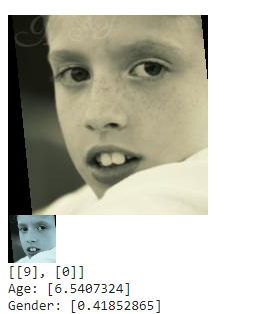 [[9], [0]]
Age: [6.5407324]
Gender: [0.41852865]